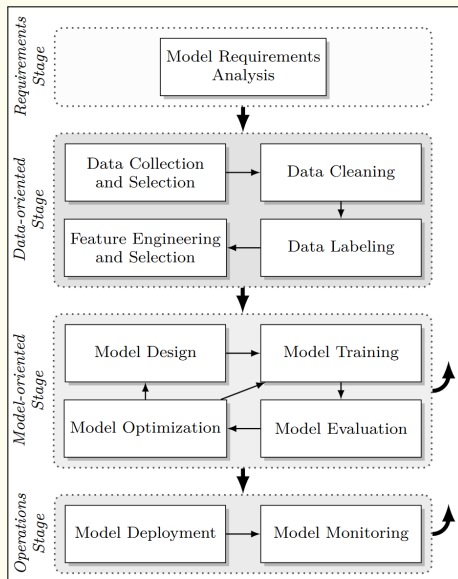 Requirements
Stage
Model Requirements
Analysis
Data-oriented
Stage
Data Collection
and Selection
Data Cleaning
Feature Engineering
and Selection
Data Labeling
Model-oriented
Stage
Model Design
Model Training
Model Optimization
Model Evaluation
Operations
Stage
Model Deployment
Model Monitoring